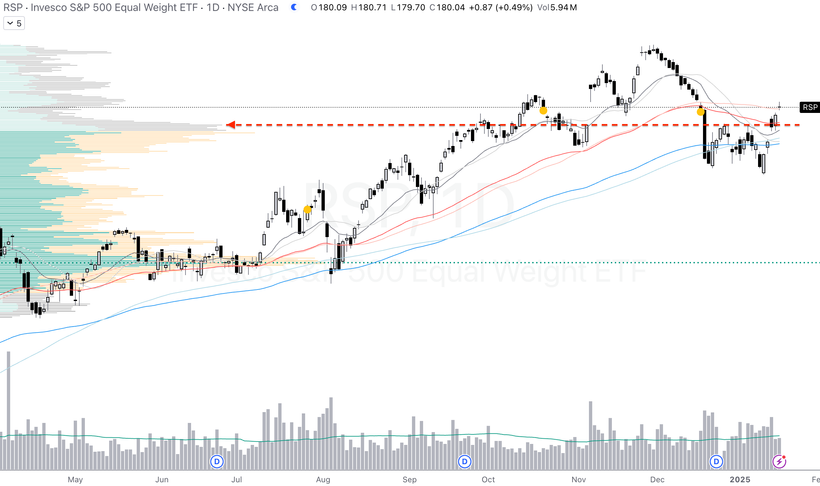 RSP · Invesco S&P 500 Equal Weight ETF · 1D · NYSE Arca O180.09 H180.71 L179.70 C180.04 +0.87 (+0.49%) Vol5.94M
5
RSP
RSP, 1D
Invesco S&P 500 Equal Weight ETF
D D D
May Jun Jul Aug Sep Oct Nov Dec 2025 Fe